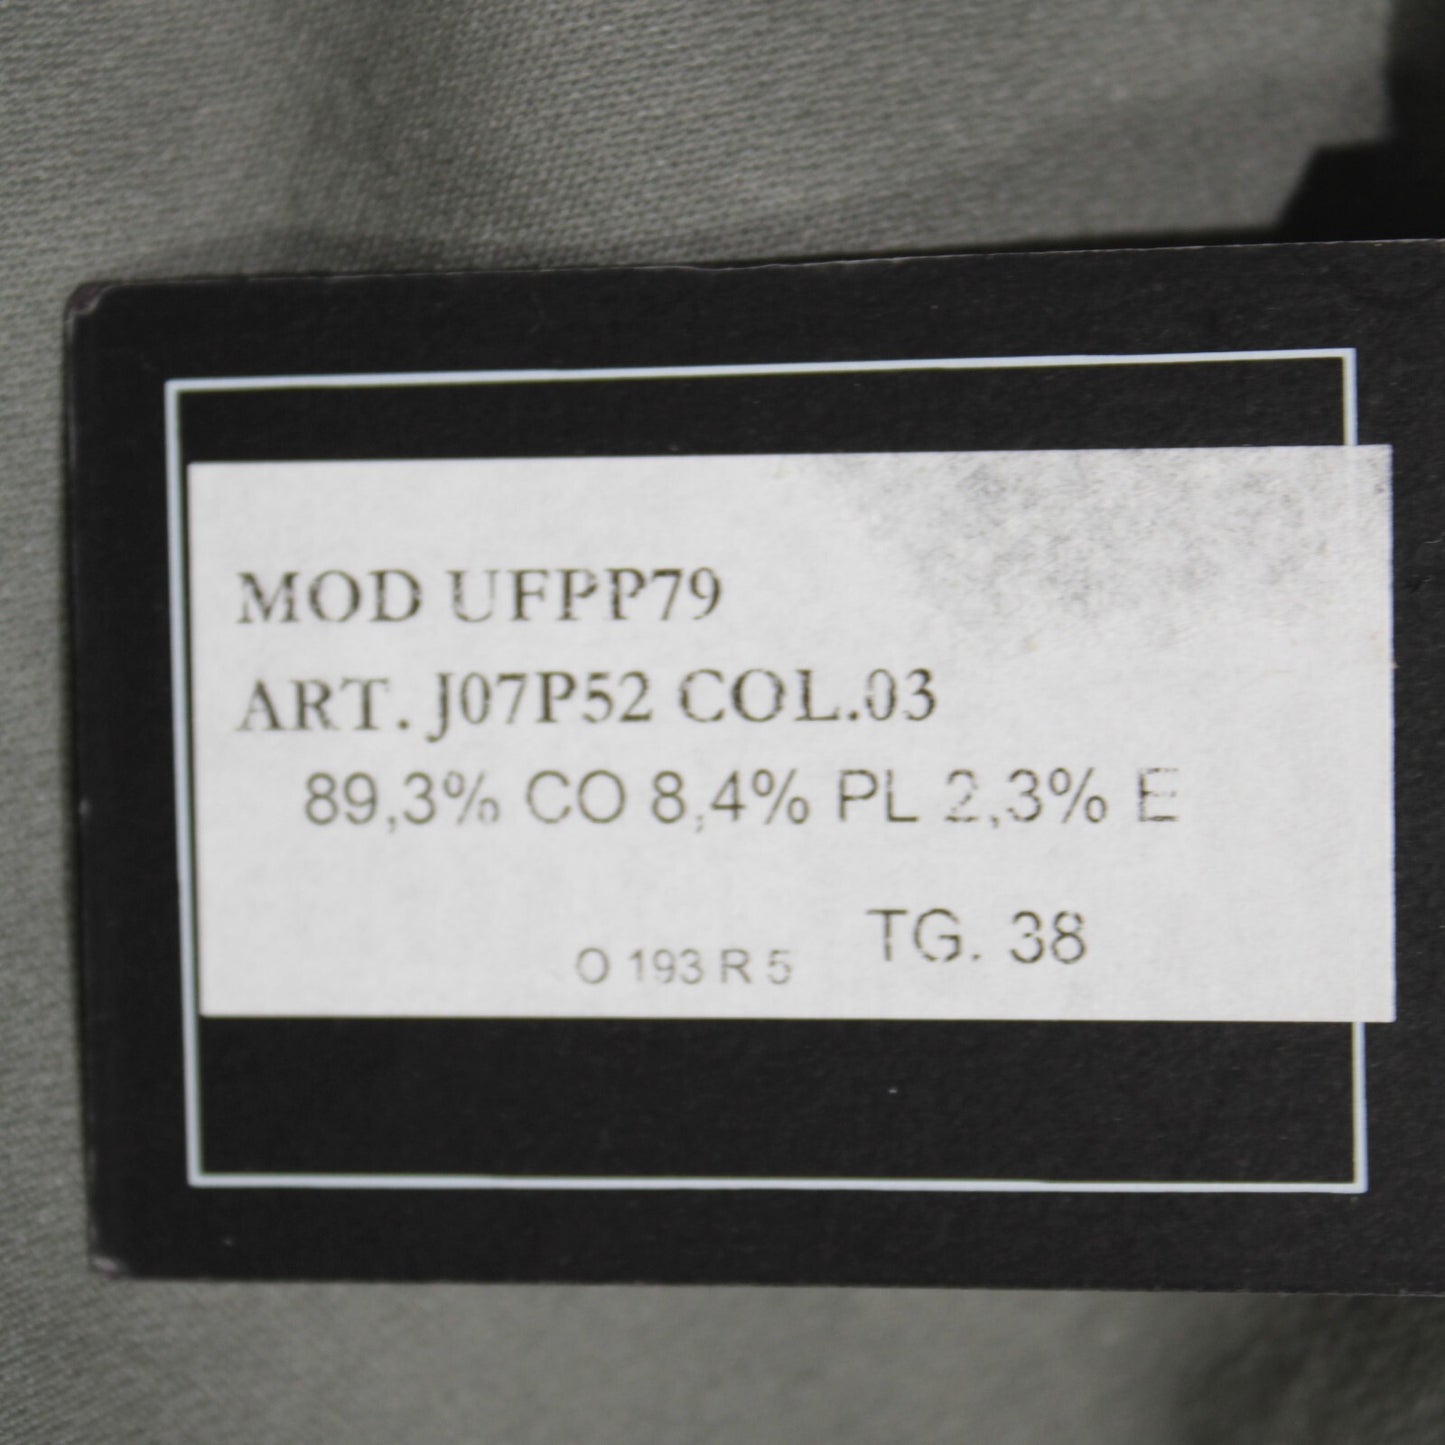 MOD UFPP79
ART. J07P52 COL.03
89,3% CO 8,4% PL 2,3% E
O 193 R 5 TG. 38